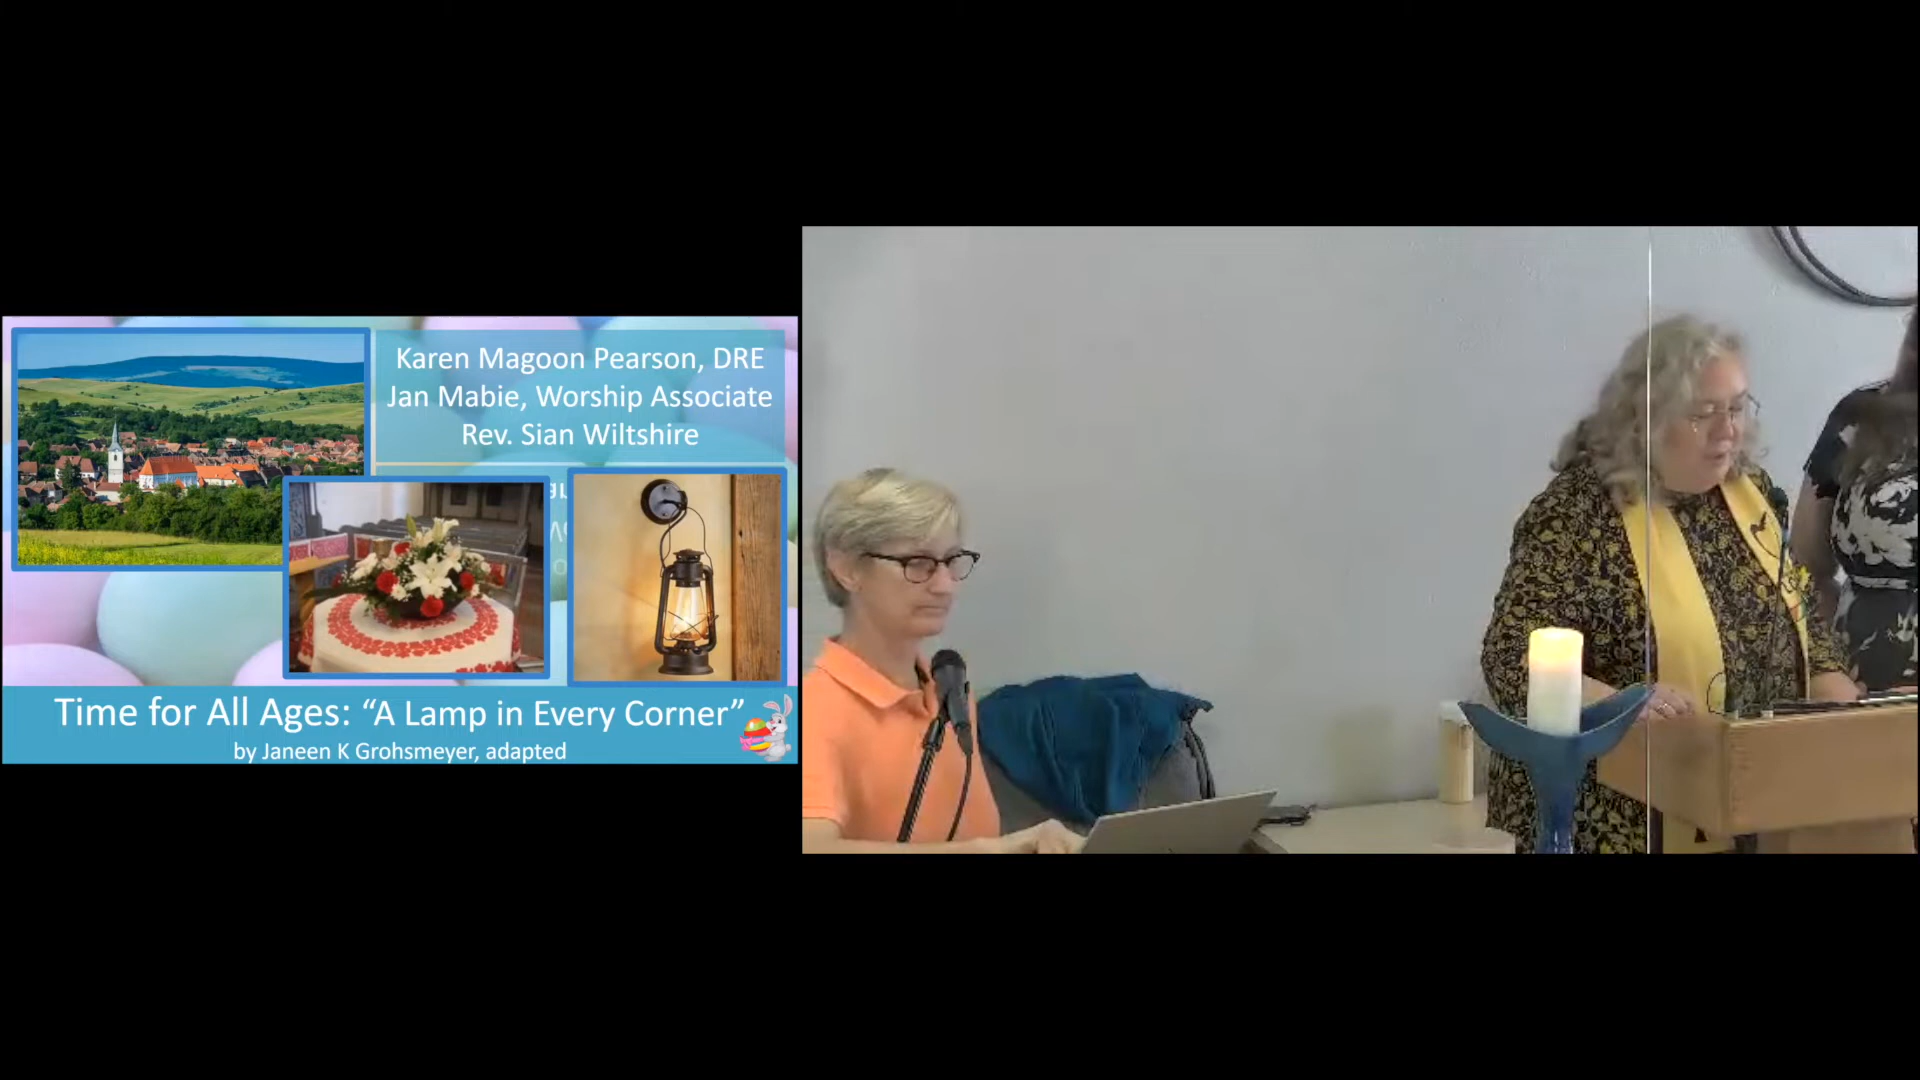 Karen Magoon Pearson, DRE
Jan Mabie, Worship Associate
Rev. Sian Wiltshire
Time for All Ages: “A Lamp in Every Corner”
by Janeen K Grohsmeyer, adapted